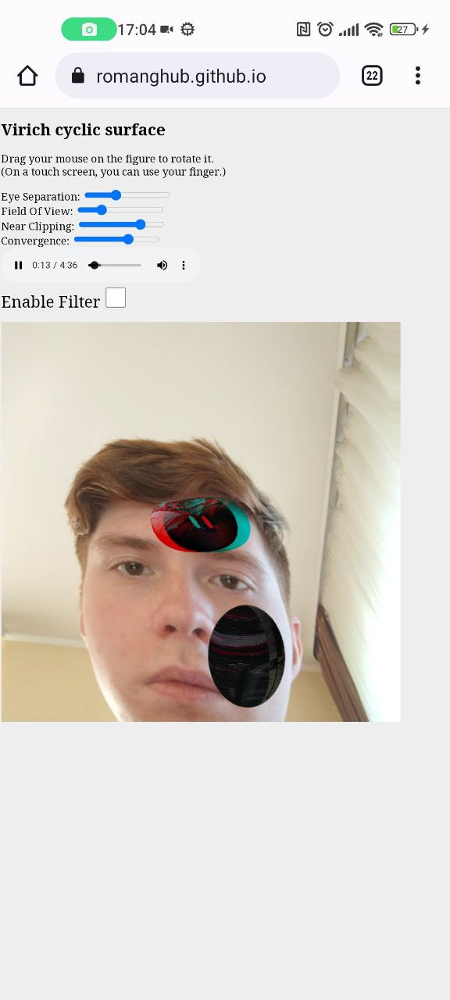 17:04
27
romanghub.github.io
22
Virich cyclic surface
Drag your mouse on the figure to rotate it.
(On a touch screen, you can use your finger.)
Eye Separation:
Field Of View:
Near Clipping:
Convergence:
0:13 / 4:36
Enable Filter